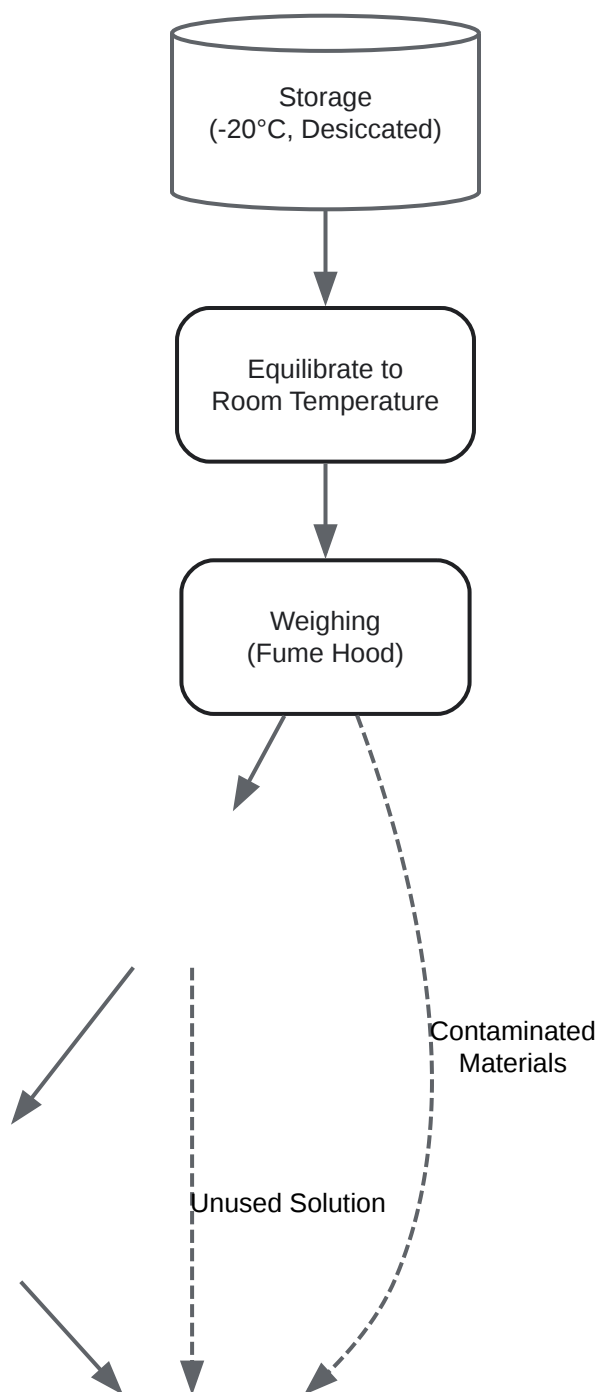 Storage
(-20°C, Desiccated)
Equilibrate to
Room Temperature
Weighing
(Fume Hood)
Contaminated
Materials
Unused Solution